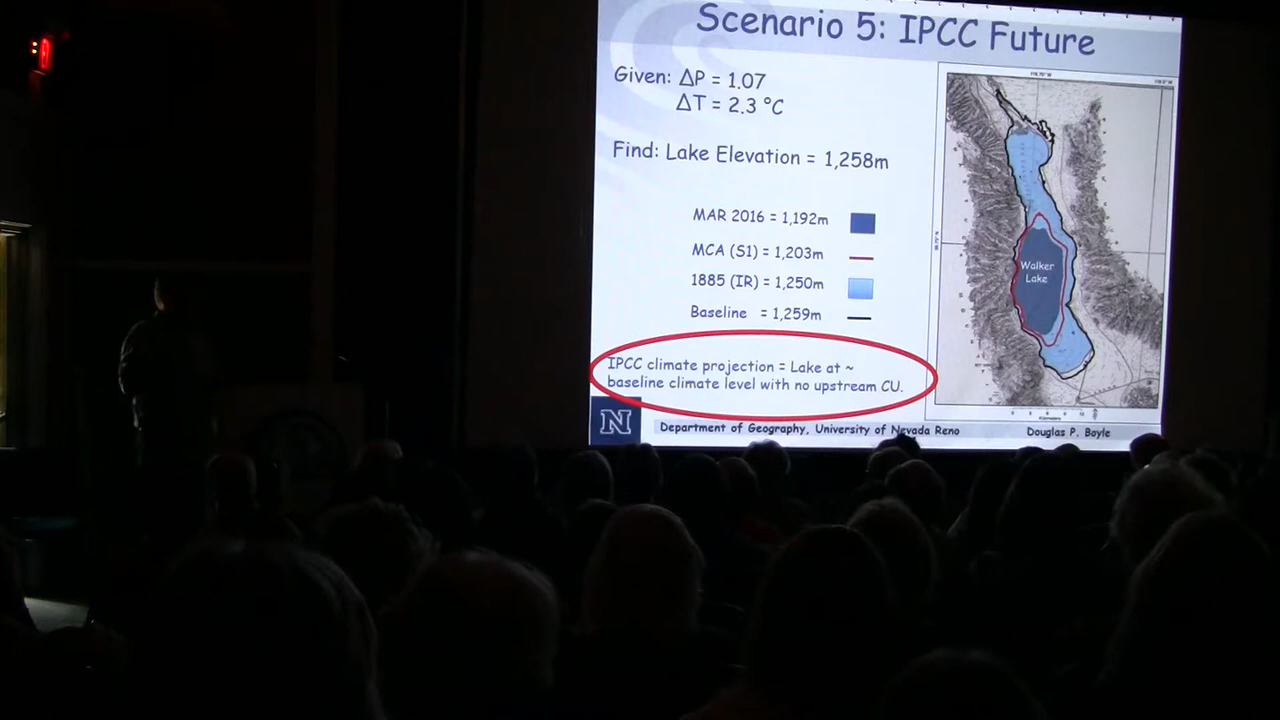 Scenario 5: IPCC Future
Given: ΔP = 1.07
ΔT = 2.3 °C
Find: Lake Elevation = 1,258m
MAR 2016 = 1,192m
MCA (S1) = 1,203m
1885 (IR) = 1,250m
Baseline = 1,259m
IPCC climate projection = Lake at ~
baseline climate level with no upstream CU.
Walker
Lake
N
Department of Geography, University of Nevada Reno
Douglas P. Boyle